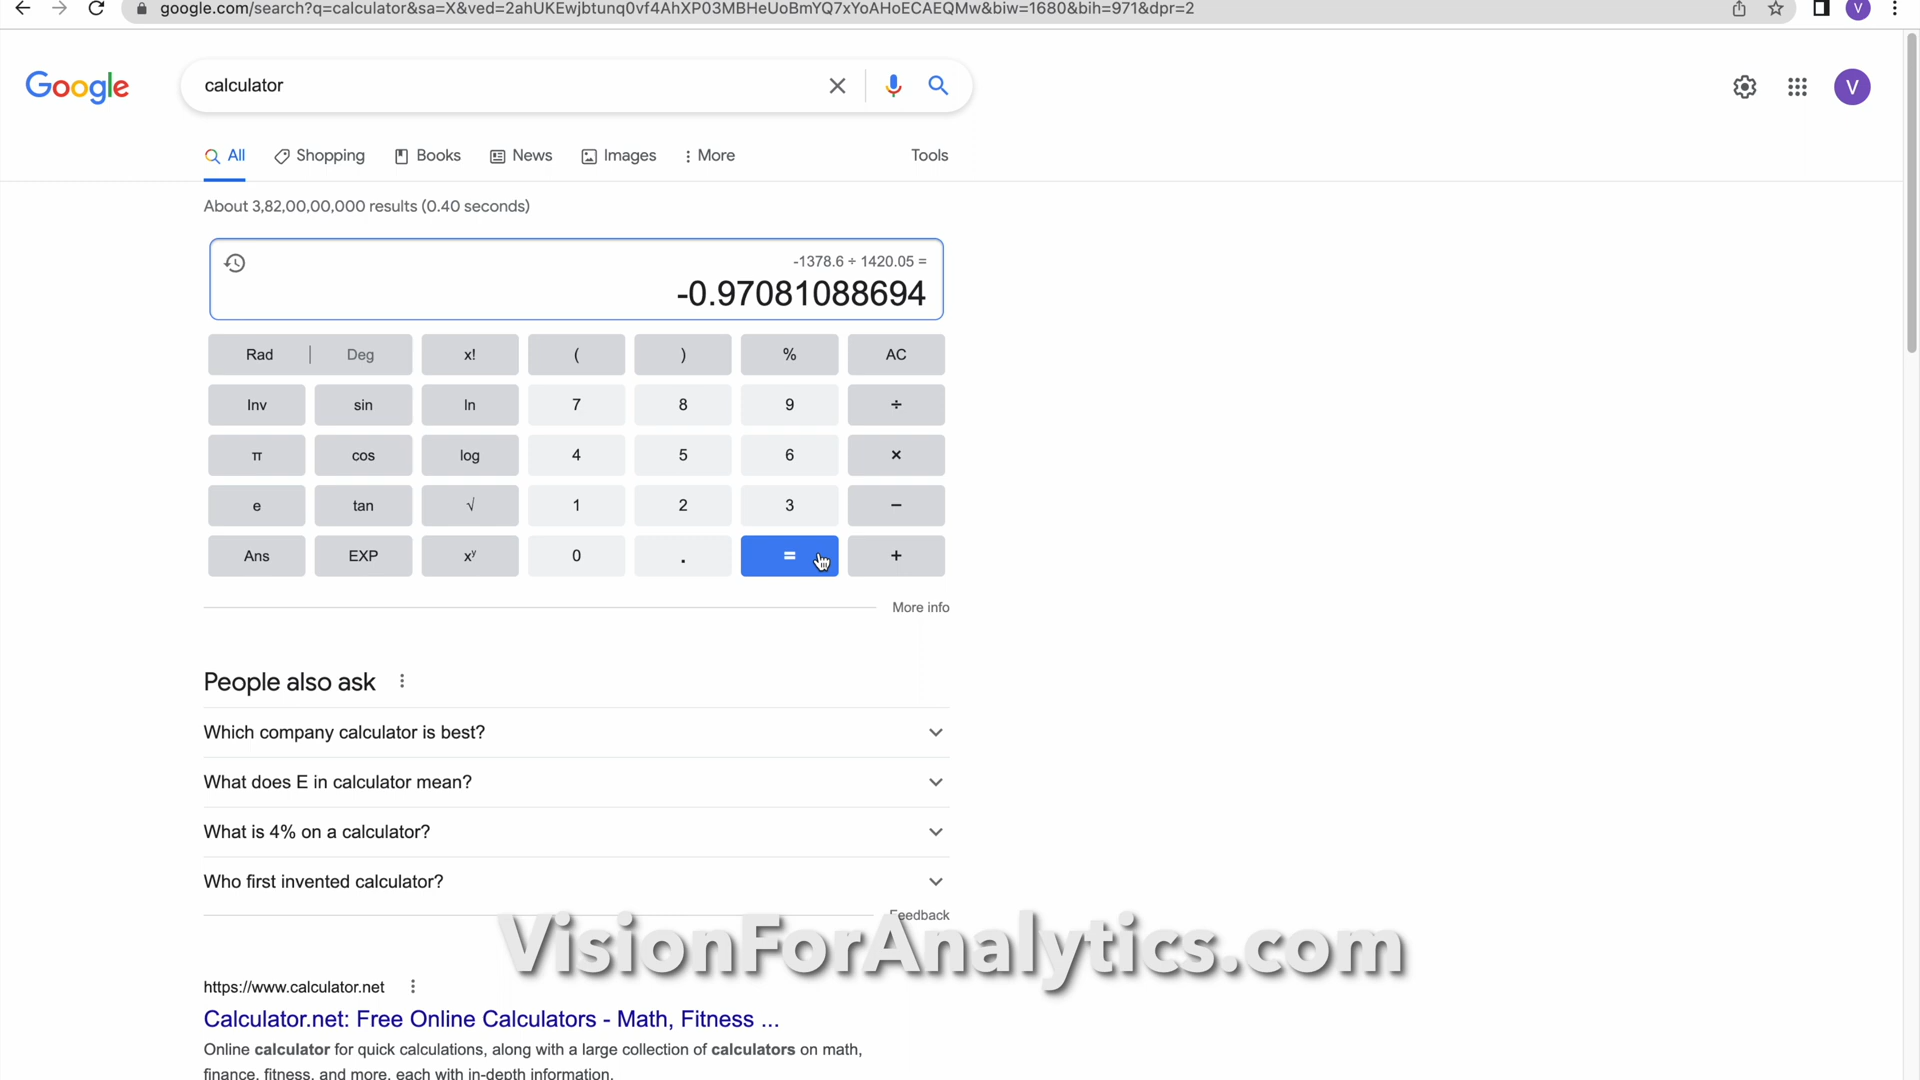 google.com/search?q=calculator&sa=X&ved=2ahUKEwjbtunq0vf4AhXP03MBHeUoBmYQ7xYoAHoECAEQMw&biw=1680&bih=971&dpr=2
V
Google
calculator
V
All Shopping Books News Images More Tools
About 3,82,00,00,000 results (0.40 seconds)
-1378.6 ÷ 1420.05 =
-0.97081088694
Rad | Deg x! ( ) % AC
Inv sin ln 7 8 9 ÷
π cos log 4 5 6 ×
e tan √ 1 2 3 −
Ans EXP xʸ 0 . = +
More info
People also ask
Which company calculator is best?
What does E in calculator mean?
What is 4% on a calculator?
Who first invented calculator?
Feedback
VisionForAnalytics.com
https://www.calculator.net
Calculator.net: Free Online Calculators - Math, Fitness ...
Online calculator for quick calculations, along with a large collection of calculators on math,
finance, fitness, and more, each with in-depth information.